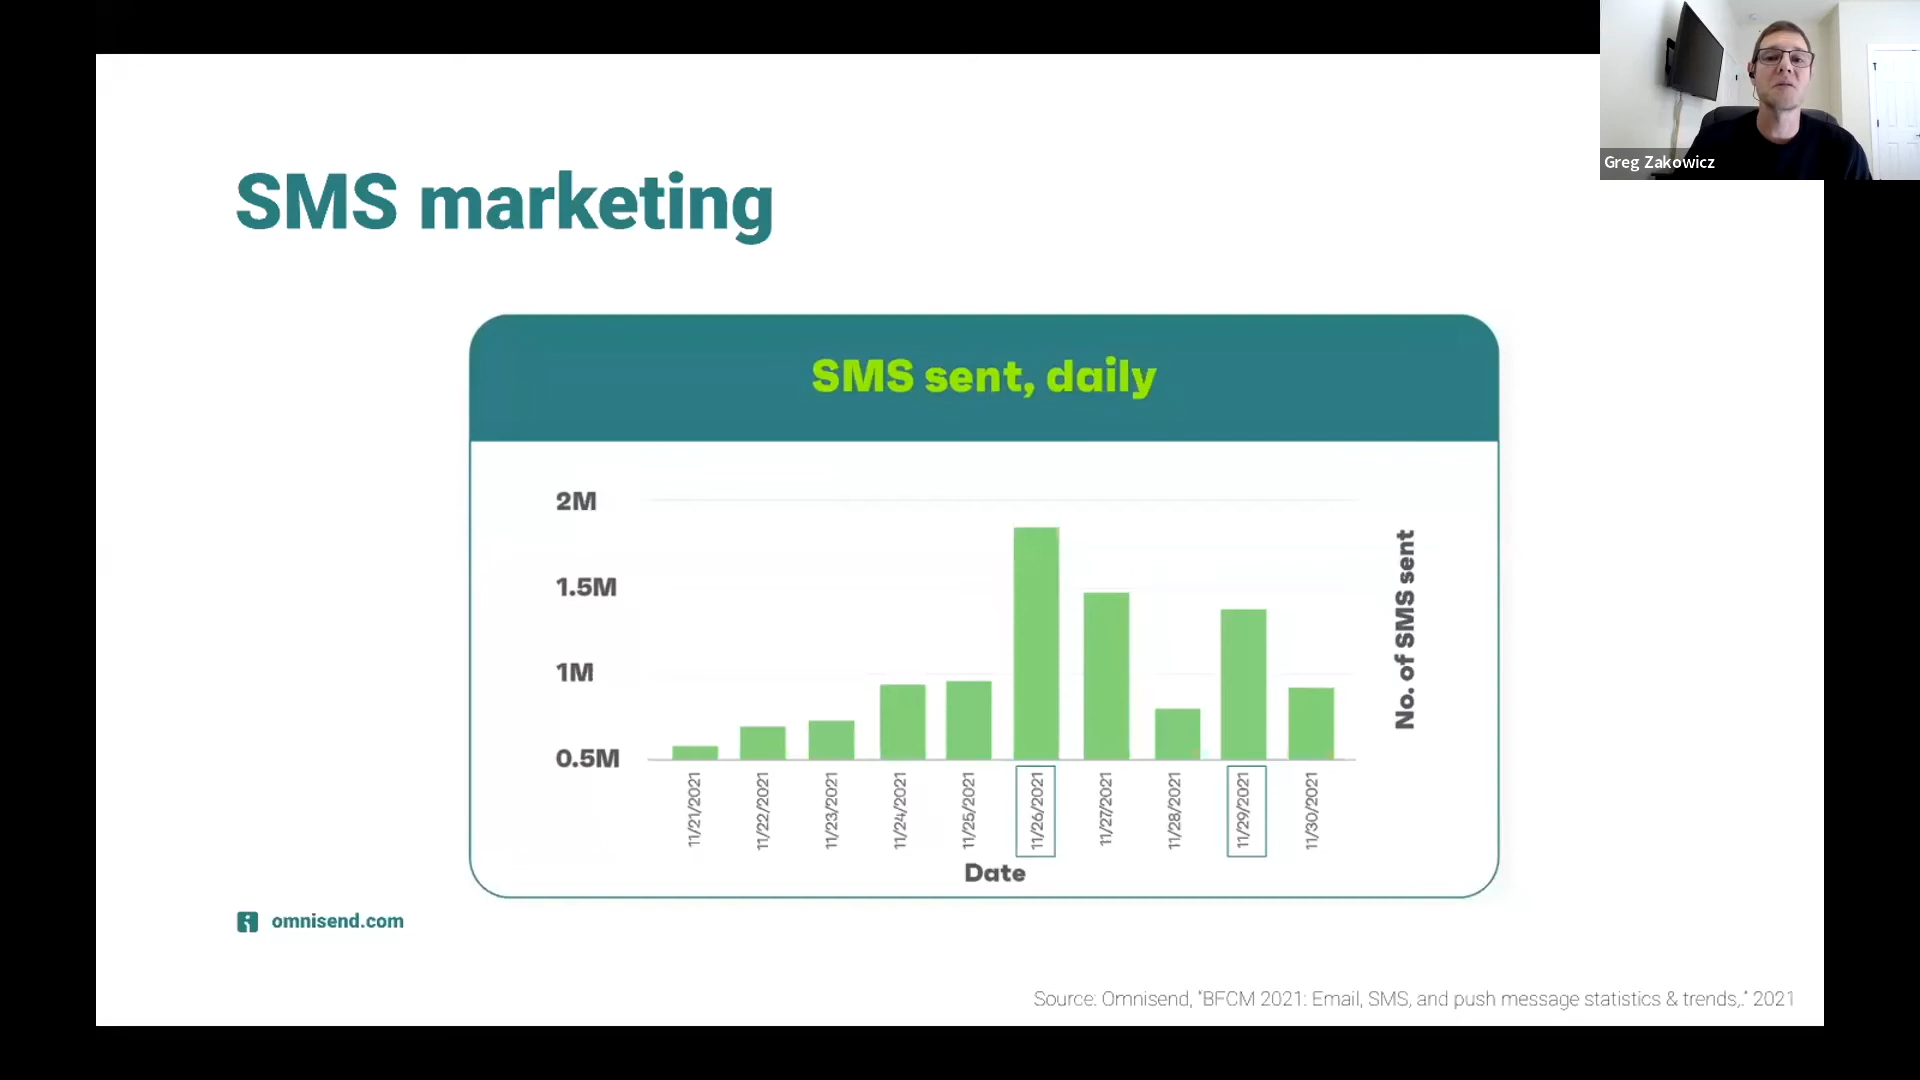 Greg Zakowicz
SMS marketing
SMS sent, daily
2M
1.5M
1M
0.5M
No. of SMS sent
11/21/2021
11/22/2021
11/23/2021
11/24/2021
11/25/2021
11/26/2021
11/27/2021
11/28/2021
11/29/2021
11/30/2021
Date
omnisend.com
Source: Omnisend, “BFCM 2021: Email, SMS, and push message statistics & trends,.” 2021